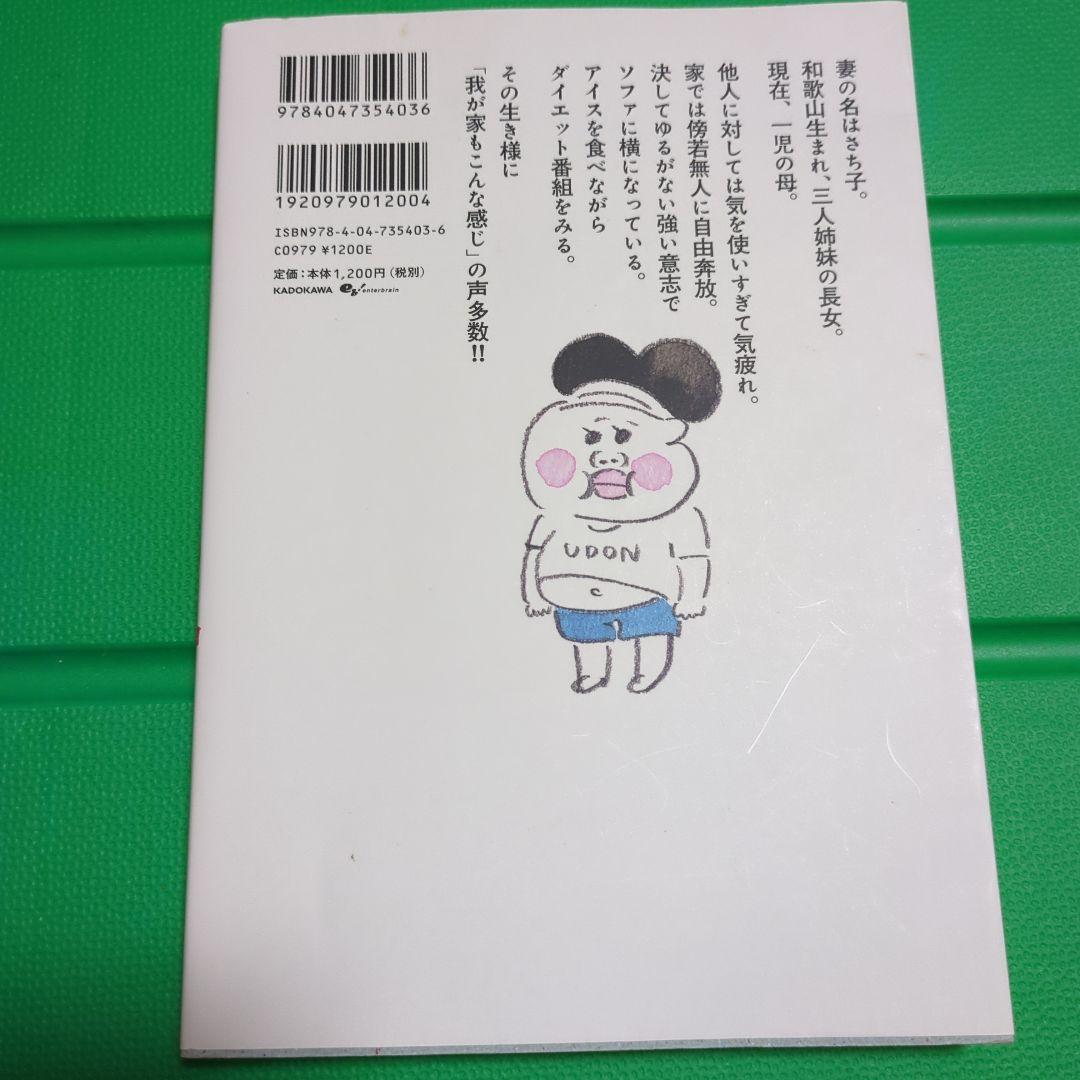 妻の名はさち子。
和歌山生まれ、三人姉妹の長女。
現在、一児の母。
他人に対しては気を使いすぎて気疲れ。
家では傍若無人に自由奔放。
決してゆるがない強い意志で
ソファに横になっている。
アイスを食べながら
ダイエット番組をみる。
その生き様に
「我が家もこんな感じ」の声多数!!
9784047354036
1920979012004
ISBN978-4-04-735403-6
C0979 ¥1200E
定価:本体1,200円(税別)
KADOKAWA eb! enterbrain
UDON